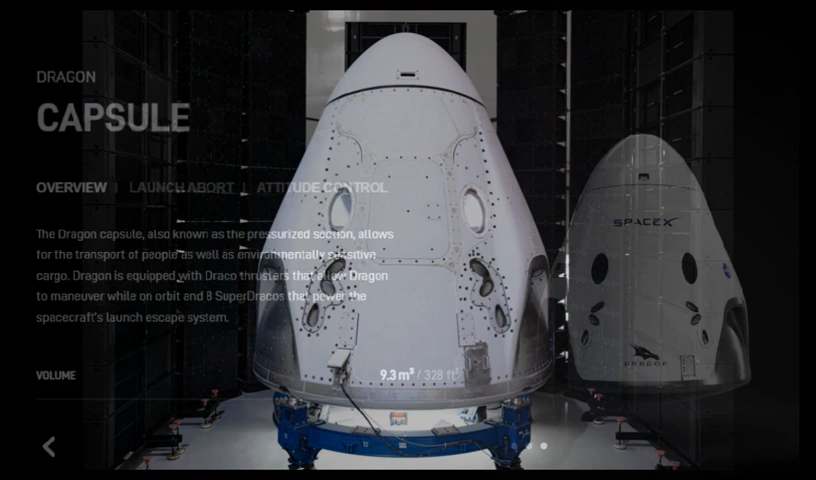 DRAGON
CAPSULE
OVERVIEW | LAUNCH ABORT | ATTITUDE CONTROL
The Dragon capsule, also known as the pressurized section, allows
for the transport of people as well as environmentally sensitive
cargo. Dragon is equipped with Draco thrusters that allow Dragon
to maneuver while on orbit and 8 SuperDracos that power the
spacecraft's launch escape system.
VOLUME
9.3 m³ / 328 ft³
SPACEX
DRAGON